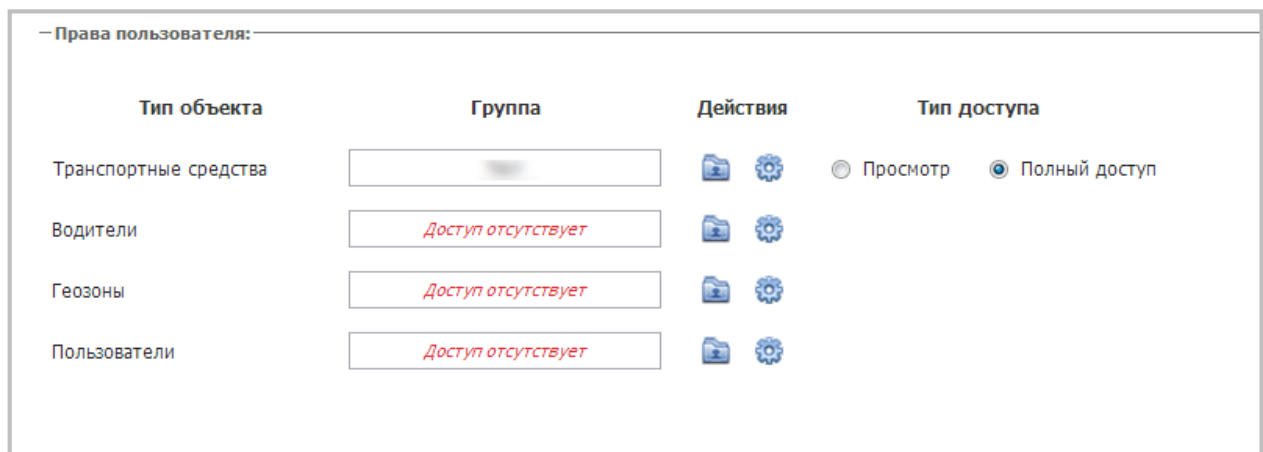 Права пользователя:
Тип объекта Группа Действия Тип доступа
Транспортные средства Просмотр Полный доступ
Водители Доступ отсутствует
Геозоны Доступ отсутствует
Пользователи Доступ отсутствует